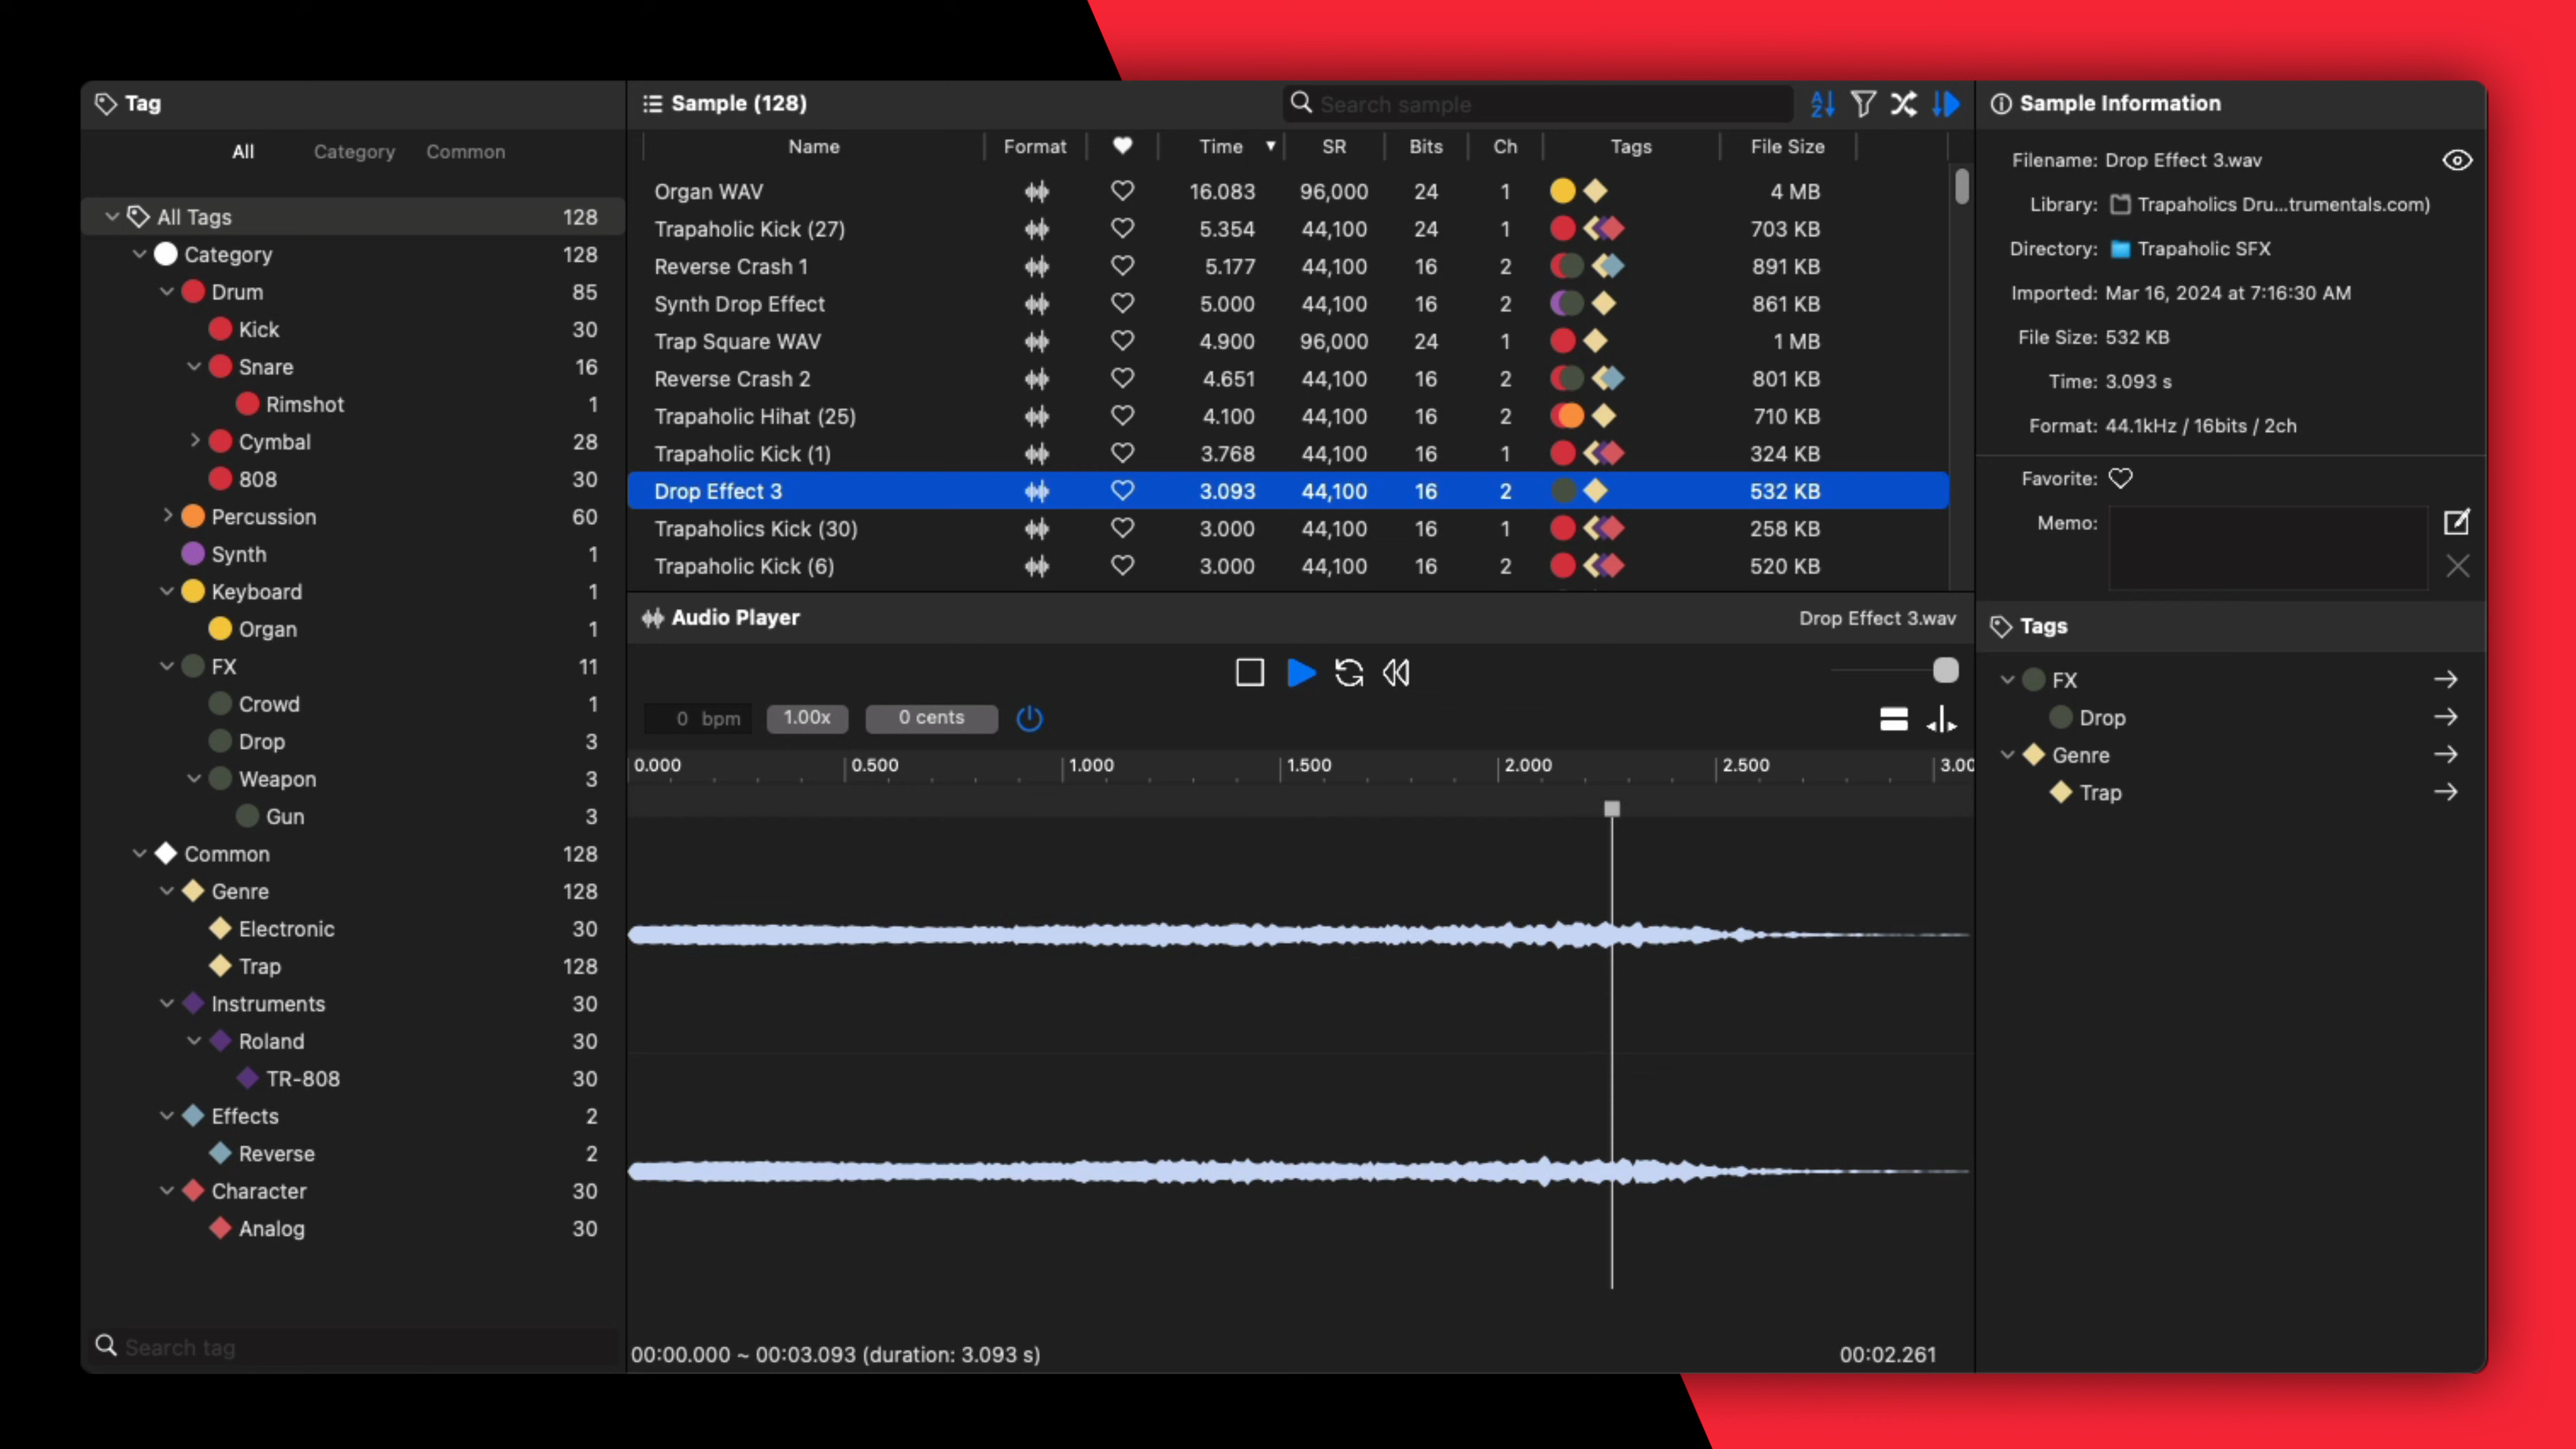 Tag
All Category Common
All Tags 128
Category 128
Drum 85
Kick 30
Snare 16
Rimshot 1
Cymbal 28
808 30
Percussion 60
Synth 1
Keyboard 1
Organ 1
FX 11
Crowd 1
Drop 3
Weapon 3
Gun 3
Common 128
Genre 128
Electronic 30
Trap 128
Instruments 30
Roland 30
TR-808 30
Effects 2
Reverse 2
Character 30
Analog 30
Search tag
Sample (128) Search sample
Name Format Time SR Bits Ch Tags File Size
Organ WAV 16.083 96,000 24 1 4 MB
Trapaholic Kick (27) 5.354 44,100 24 1 703 KB
Reverse Crash 1 5.177 44,100 16 2 891 KB
Synth Drop Effect 5.000 44,100 16 2 861 KB
Trap Square WAV 4.900 96,000 24 1 1 MB
Reverse Crash 2 4.651 44,100 16 2 801 KB
Trapaholic Hihat (25) 4.100 44,100 16 2 710 KB
Trapaholic Kick (1) 3.768 44,100 16 1 324 KB
Drop Effect 3 3.093 44,100 16 2 532 KB
Trapaholics Kick (30) 3.000 44,100 16 1 258 KB
Trapaholic Kick (6) 3.000 44,100 16 2 520 KB
Audio Player Drop Effect 3.wav
0 bpm 1.00x 0 cents
0.000 0.500 1.000 1.500 2.000 2.500 3.00
00:00.000 ~ 00:03.093 (duration: 3.093 s) 00:02.261
Sample Information
Filename: Drop Effect 3.wav
Library: Trapaholics Dru...trumentals.com)
Directory: Trapaholic SFX
Imported: Mar 16, 2024 at 7:16:30 AM
File Size: 532 KB
Time: 3.093 s
Format: 44.1kHz / 16bits / 2ch
Favorite:
Memo:
Tags
FX
Drop
Genre
Trap